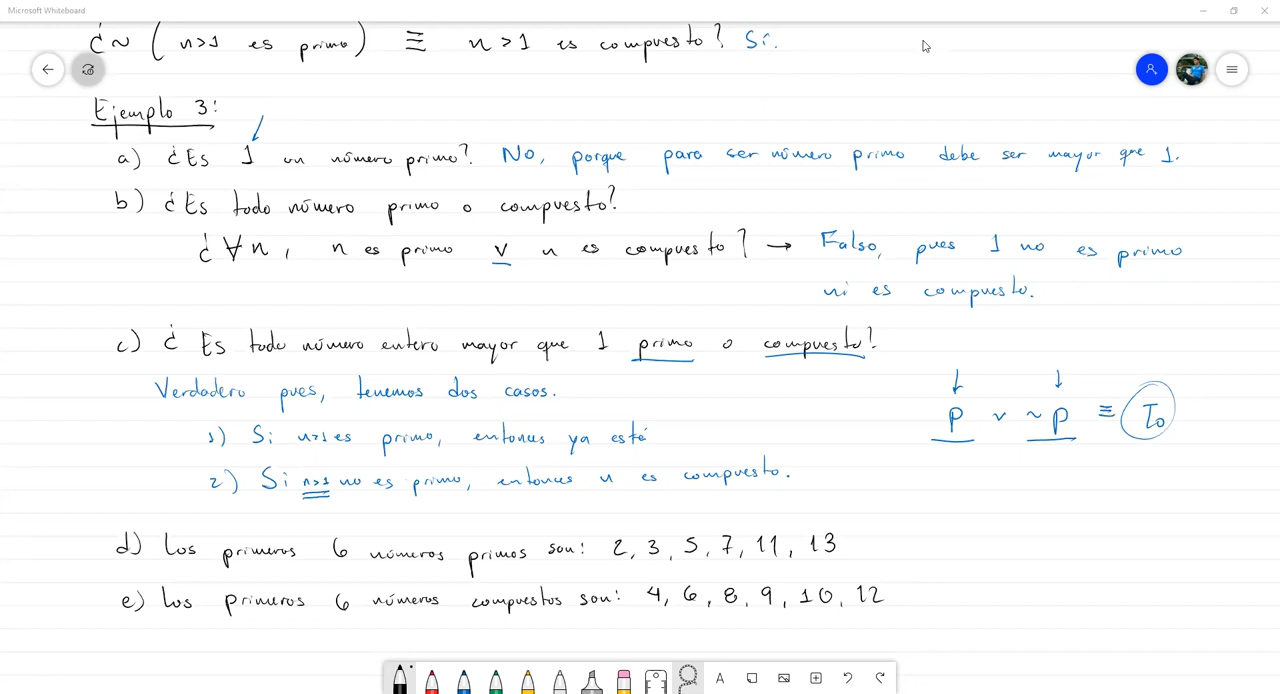 Microsoft Whiteboard
¿~ (n>1 es primo) ≡ n>1 es compuesto? Sí.
Ejemplo 3:
a) ¿Es 1 un número primo? No, porque para ser número primo debe ser mayor que 1.
b) ¿Es todo número primo o compuesto?
¿∀n, n es primo ∨ n es compuesto? → Falso, pues 1 no es primo
ni es compuesto.
c) ¿Es todo número entero mayor que 1 primo o compuesto?
Verdadero pues, tenemos dos casos.
P ∨ ~P ≡ T₀
1) Si n>1 es primo, entonces ya esté
2) Si n>1 no es primo, entonces n es compuesto.
d) Los primeros 6 números primos son: 2, 3, 5, 7, 11, 13
e) Los primeros 6 números compuestos son: 4, 6, 8, 9, 10, 12